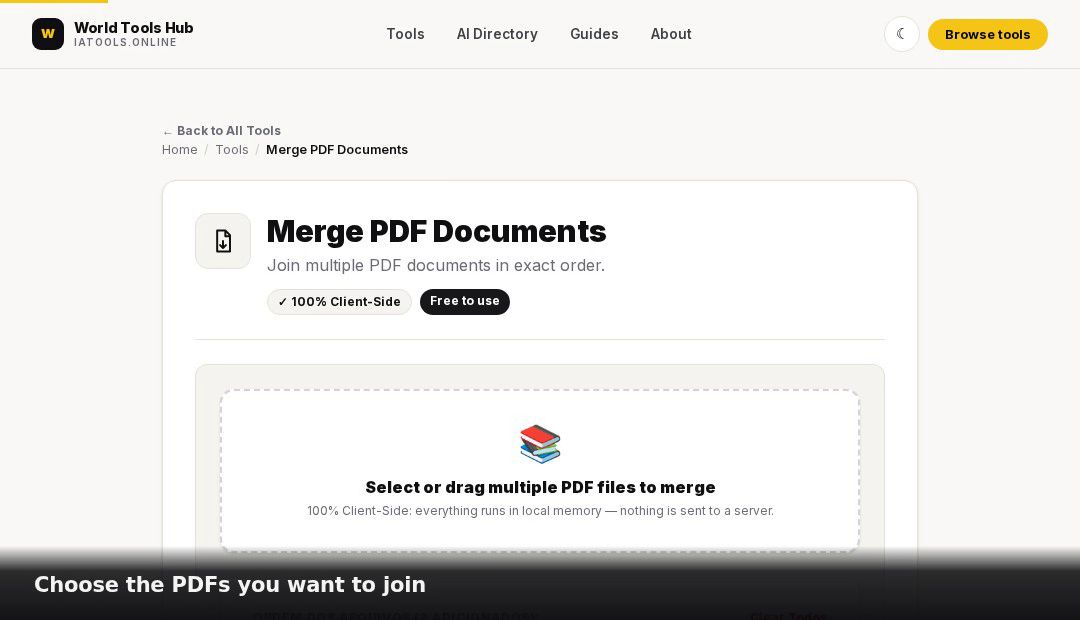 W
World Tools Hub
IATOOLS.ONLINE
Tools
AI Directory
Guides
About
☾
Browse tools
← Back to All Tools
Home / Tools / Merge PDF Documents
Merge PDF Documents
Join multiple PDF documents in exact order.
✓ 100% Client-Side
Free to use
Select or drag multiple PDF files to merge
100% Client-Side: everything runs in local memory — nothing is sent to a server.
Choose the PDFs you want to join